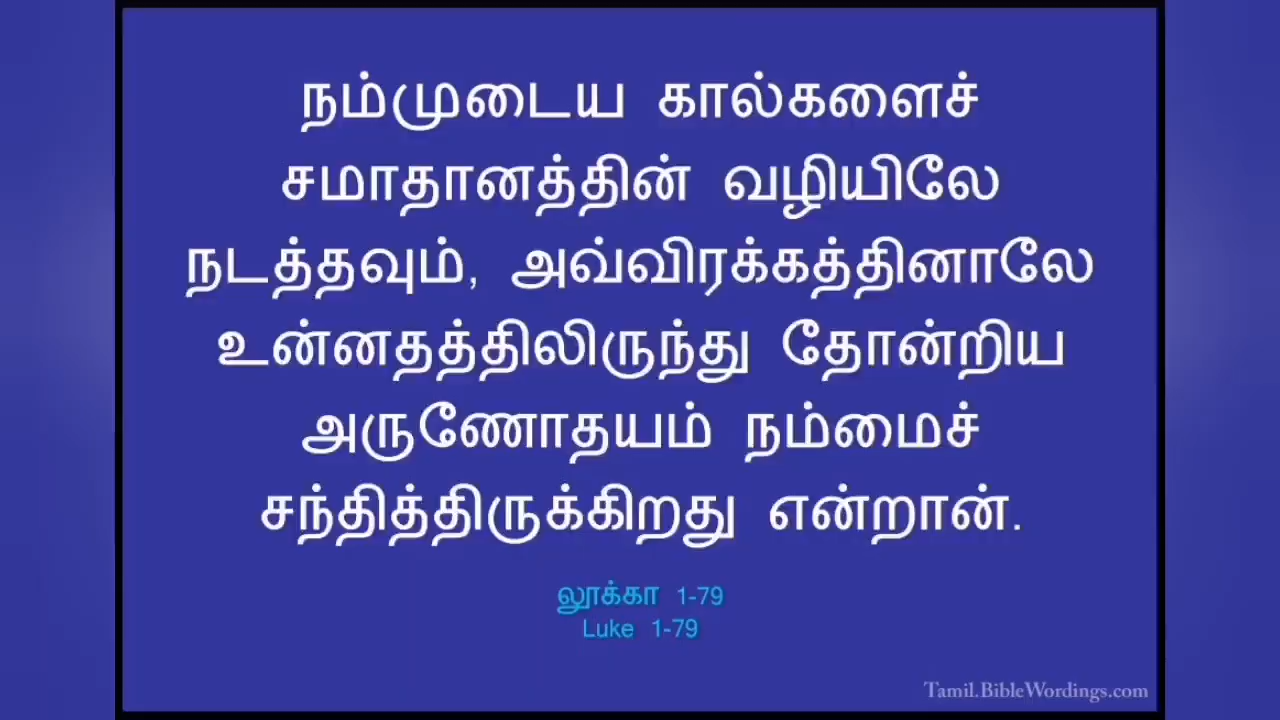 நம்முடைய கால்களைச்
சமாதானத்தின் வழியிலே
நடத்தவும், அவ்விரக்கத்தினாலே
உன்னதத்திலிருந்து தோன்றிய
அருணோதயம் நம்மைச்
சந்தித்திருக்கிறது என்றான்.
லூக்கா 1-79
Luke 1-79
Tamil.BibleWordings.com